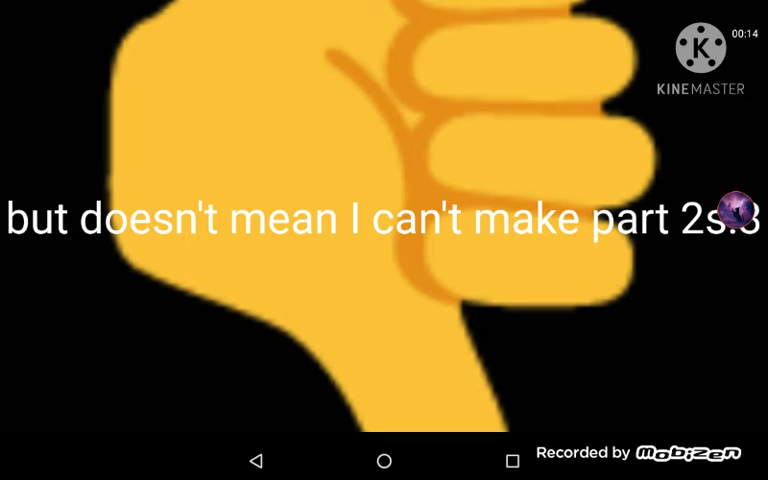 00:14
KINEMASTER
but doesn't mean I can't make part 2s:3
Recorded by mobizen